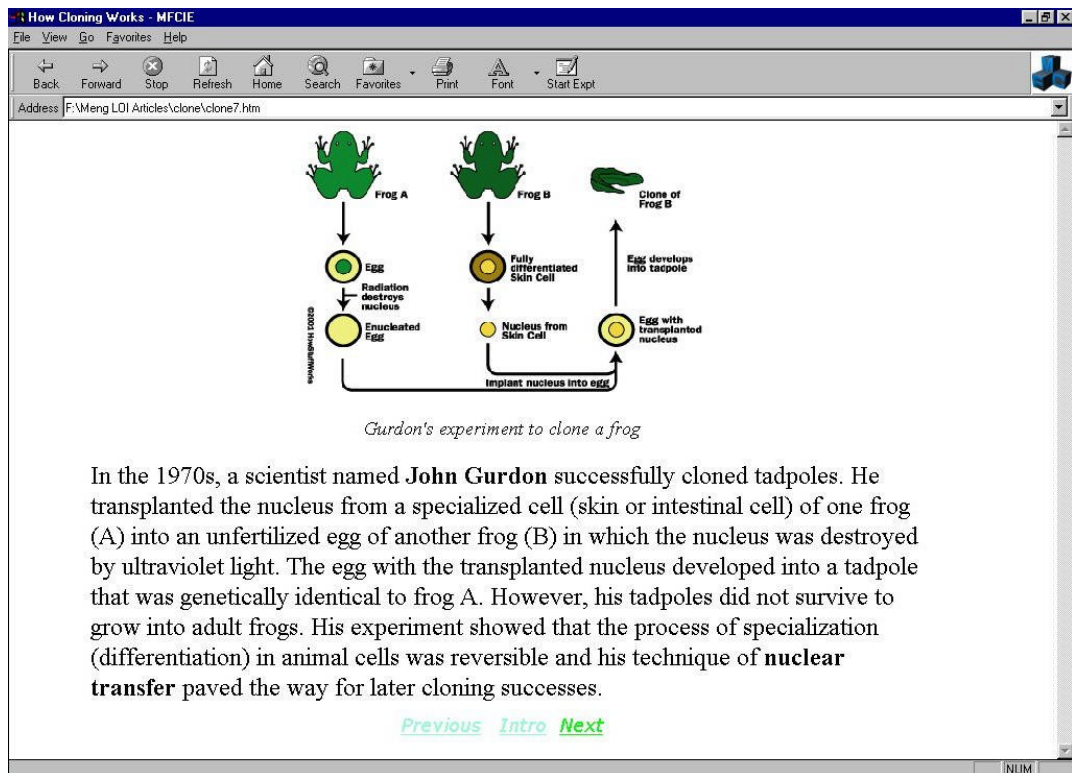 How Cloning Works - MFCIE
File View Go Favorites Help
Back Forward Stop Refresh Home Search Favorites Print Font Start Expt
Address F:\Meng LOI Articles\clone\clone7.htm
Frog A
Frog B
Clone of
Frog B
Egg
Fully
differentiated
Skin Cell
Egg develops
into tadpole
Radiation
destroys
nucleus
Enucleated
Egg
Nucleus from
Skin Cell
Egg with
transplanted
nucleus
©2001 HowStuffWorks
Implant nucleus into egg
Gurdon's experiment to clone a frog
In the 1970s, a scientist named John Gurdon successfully cloned tadpoles. He
transplanted the nucleus from a specialized cell (skin or intestinal cell) of one frog
(A) into an unfertilized egg of another frog (B) in which the nucleus was destroyed
by ultraviolet light. The egg with the transplanted nucleus developed into a tadpole
that was genetically identical to frog A. However, his tadpoles did not survive to
grow into adult frogs. His experiment showed that the process of specialization
(differentiation) in animal cells was reversible and his technique of nuclear
transfer paved the way for later cloning successes.
Previous Intro Next
NUM